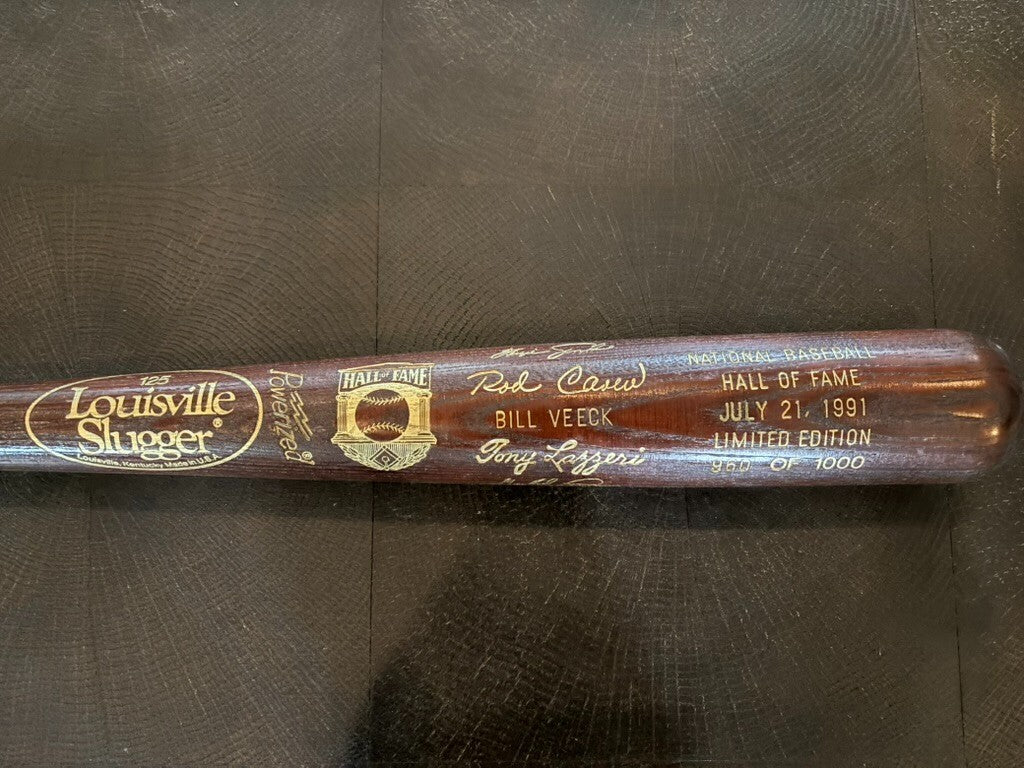 125
Louisville
Slugger®
Louisville, Kentucky Made in U.S.A.
Powerized®
HALL OF FAME
Rod Carew
BILL VEECK
Tony Lazzeri
NATIONAL BASEBALL
HALL OF FAME
JULY 21, 1991
LIMITED EDITION
OF 1000